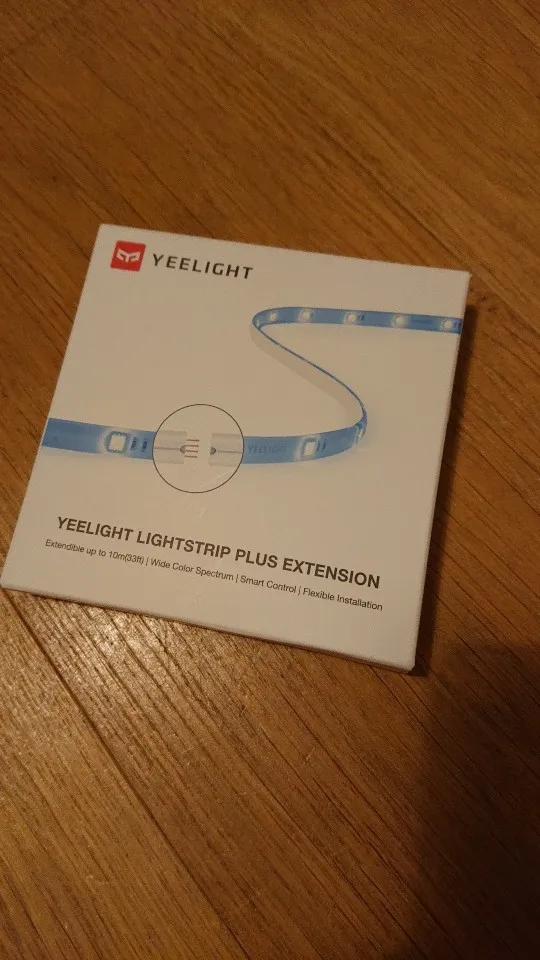 YEELIGHT
YEELIGHT
YEELIGHT LIGHTSTRIP PLUS EXTENSION
Extendible up to 10m(33ft) | Wide Color Spectrum | Smart Control | Flexible Installation